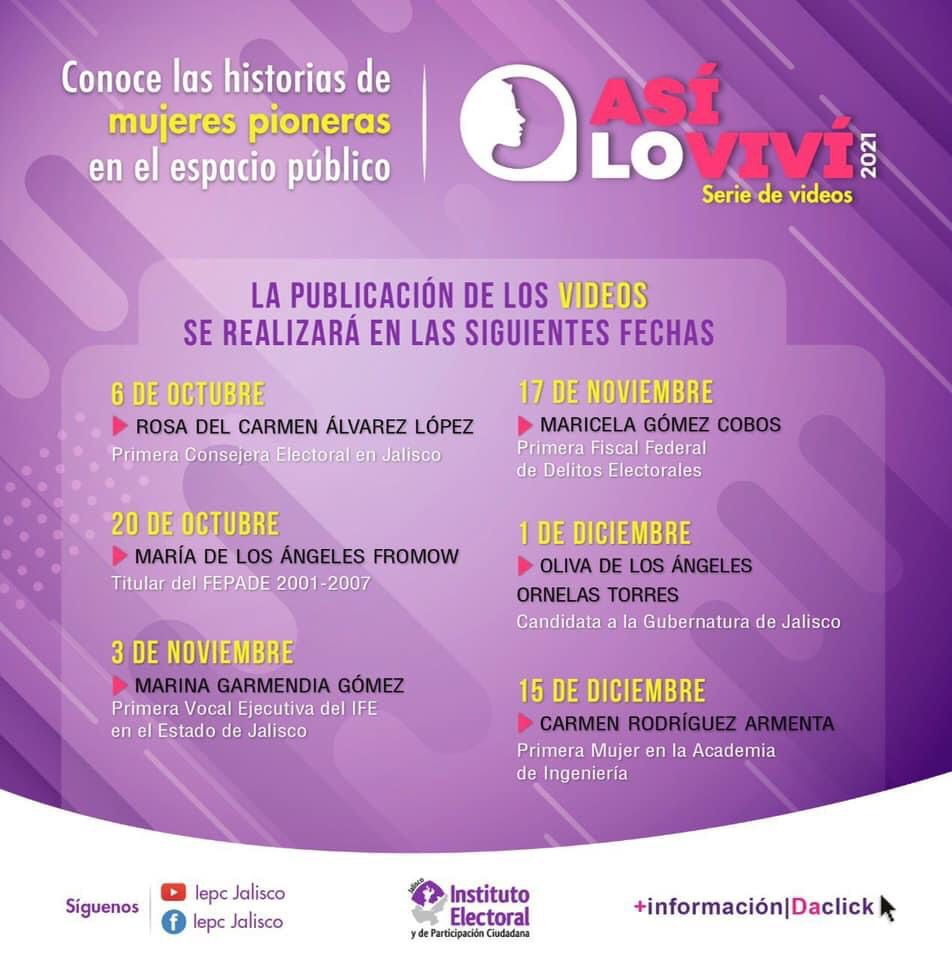 Conoce las historias de
mujeres pioneras
en el espacio público
ASÍ
LO VIVÍ
2021
Serie de videos
LA PUBLICACIÓN DE LOS VIDEOS
SE REALIZARÁ EN LAS SIGUIENTES FECHAS
6 DE OCTUBRE
ROSA DEL CARMEN ÁLVAREZ LÓPEZ
Primera Consejera Electoral en Jalisco
20 DE OCTUBRE
MARÍA DE LOS ÁNGELES FROMOW
Titular del FEPADE 2001-2007
3 DE NOVIEMBRE
MARINA GARMENDIA GÓMEZ
Primera Vocal Ejecutiva del IFE
en el Estado de Jalisco
17 DE NOVIEMBRE
MARICELA GÓMEZ COBOS
Primera Fiscal Federal
de Delitos Electorales
1 DE DICIEMBRE
OLIVA DE LOS ÁNGELES
ORNELAS TORRES
Candidata a la Gubernatura de Jalisco
15 DE DICIEMBRE
CARMEN RODRÍGUEZ ARMENTA
Primera Mujer en la Academia
de Ingeniería
Síguenos
Iepc Jalisco
Iepc Jalisco
Jalisco
Instituto
Electoral
y de Participación Ciudadana
+información|Daclick